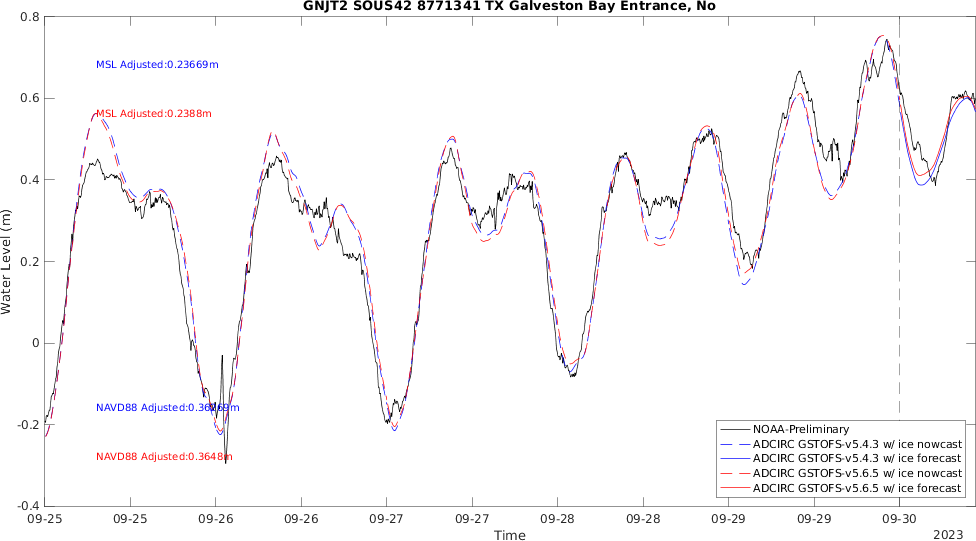 GNJT2 SOUS42 8771341 TX Galveston Bay Entrance, No
0.8
MSL Adjusted:0.23669m
0.6
MSL Adjusted:0.2388m
0.4
Water Level (m)
0.2
0
NAVD88 Adjusted:0.36269m
-0.2
NAVD88 Adjusted:0.3648m
NOAA-Preliminary
ADCIRC GSTOFS-v5.4.3 w/ ice nowcast
ADCIRC GSTOFS-v5.4.3 w/ ice forecast
ADCIRC GSTOFS-v5.6.5 w/ ice nowcast
ADCIRC GSTOFS-v5.6.5 w/ ice forecast
-0.4
09-25 09-25 09-26 09-26 09-27 09-27 09-28 09-28 09-29 09-29 09-30
Time
2023